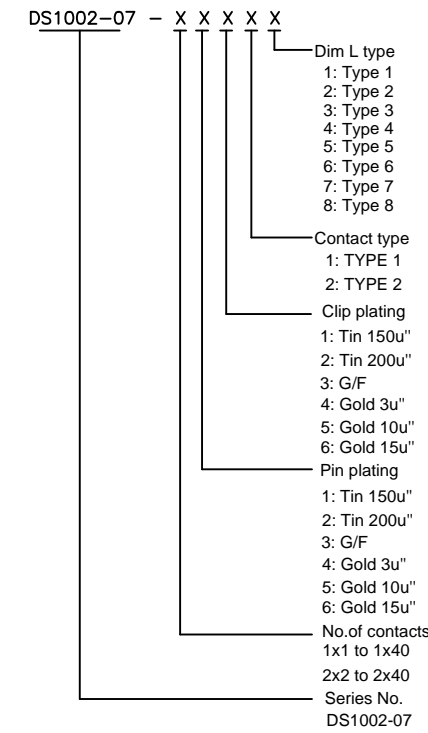 DS1002-07 - X X X X X
Dim L type
1: Type 1
2: Type 2
3: Type 3
4: Type 4
5: Type 5
6: Type 6
7: Type 7
8: Type 8
Contact type
1: TYPE 1
2: TYPE 2
Clip plating
1: Tin 150u"
2: Tin 200u"
3: G/F
4: Gold 3u"
5: Gold 10u"
6: Gold 15u"
Pin plating
1: Tin 150u"
2: Tin 200u"
3: G/F
4: Gold 3u"
5: Gold 10u"
6: Gold 15u"
No.of contacts
1x1 to 1x40
2x2 to 2x40
Series No.
DS1002-07